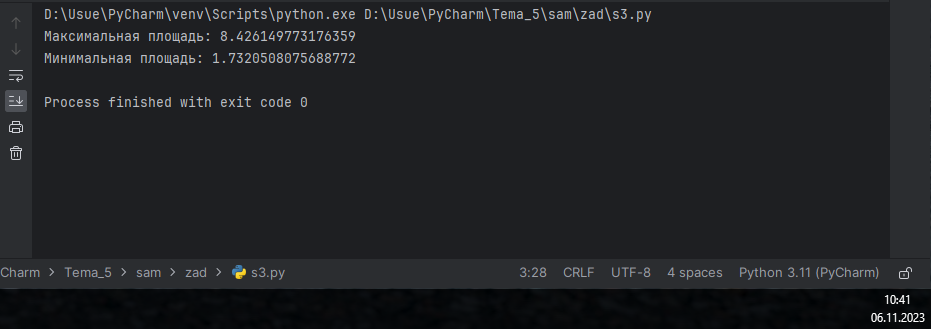 D:\Usue\PyCharm\venv\Scripts\python.exe D:\Usue\PyCharm\Tema_5\sam\zad\s3.py
Максимальная площадь: 8.426149773176359
Минимальная площадь: 1.7320508075688772
Process finished with exit code 0
Charm > Tema_5 > sam > zad > s3.py 3:28 CRLF UTF-8 4 spaces Python 3.11 (PyCharm)
10:41
06.11.2023